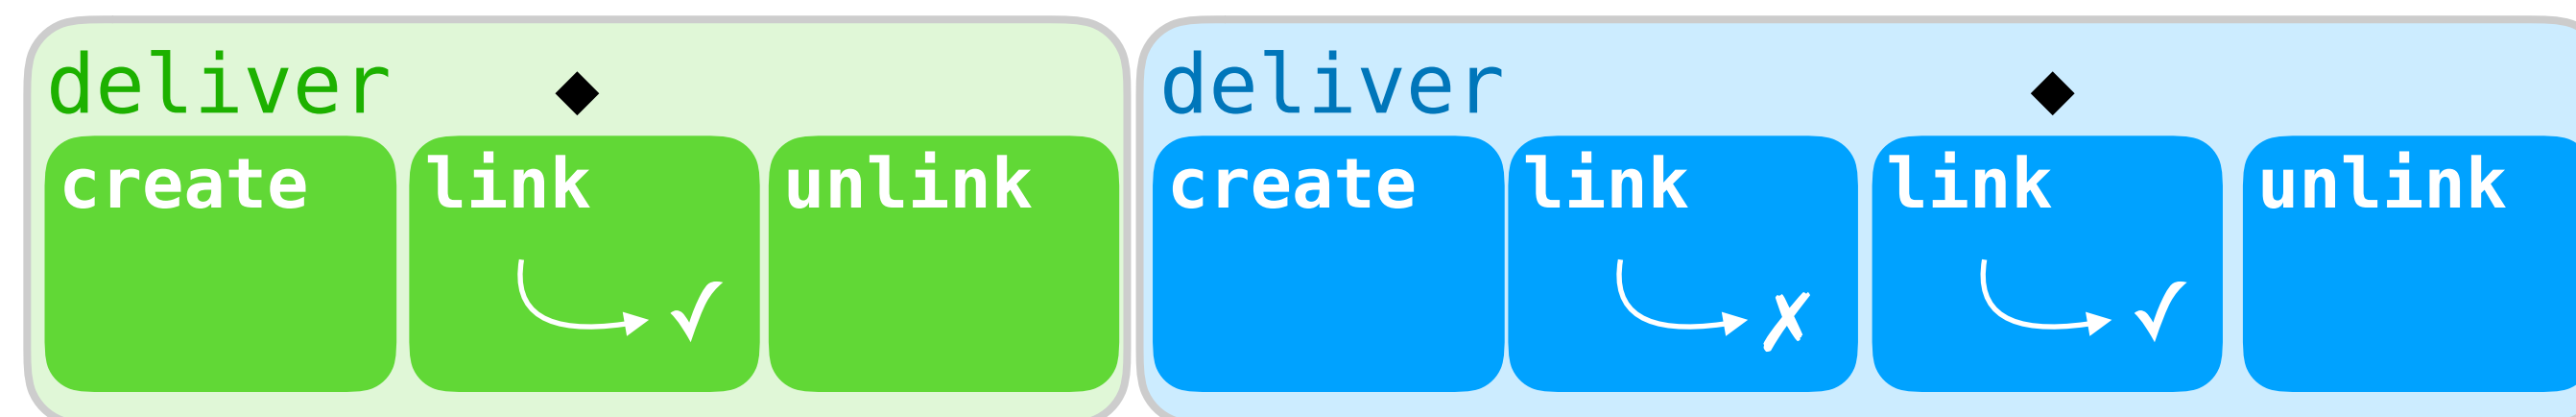 deliver
create link unlink
✓
deliver
create link link unlink
✗ ✓